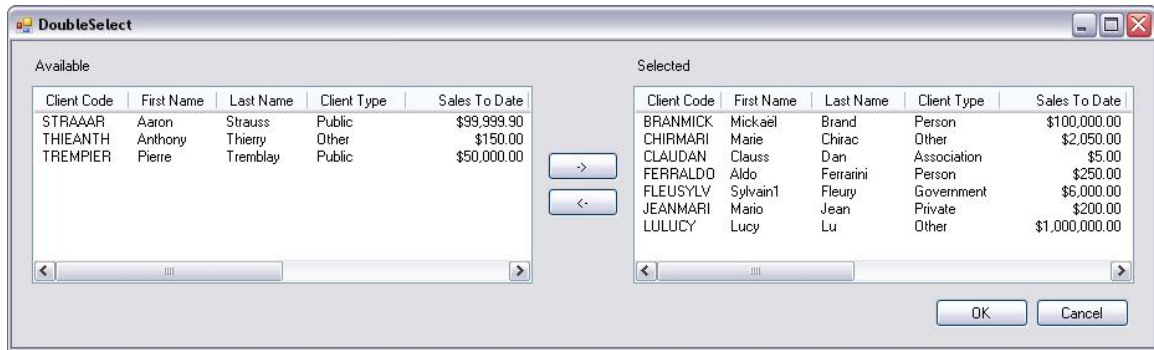 DoubleSelect
Available
Client Code First Name Last Name Client Type Sales To Date
STRAAAR Aaron Strauss Public $99,999.90
THIEANTH Anthony Thierry Other $150.00
TREMPIER Pierre Tremblay Public $50,000.00
->
<-
Selected
Client Code First Name Last Name Client Type Sales To Date
BRANMICK Mickaël Brand Person $100,000.00
CHIRMARI Marie Chirac Other $2,050.00
CLAUDAN Clauss Dan Association $5.00
FERRALDO Aldo Ferrarini Person $250.00
FLEUSYLV Sylvain1 Fleury Government $6,000.00
JEANMARI Mario Jean Private $200.00
LULUCY Lucy Lu Other $1,000,000.00
OK Cancel